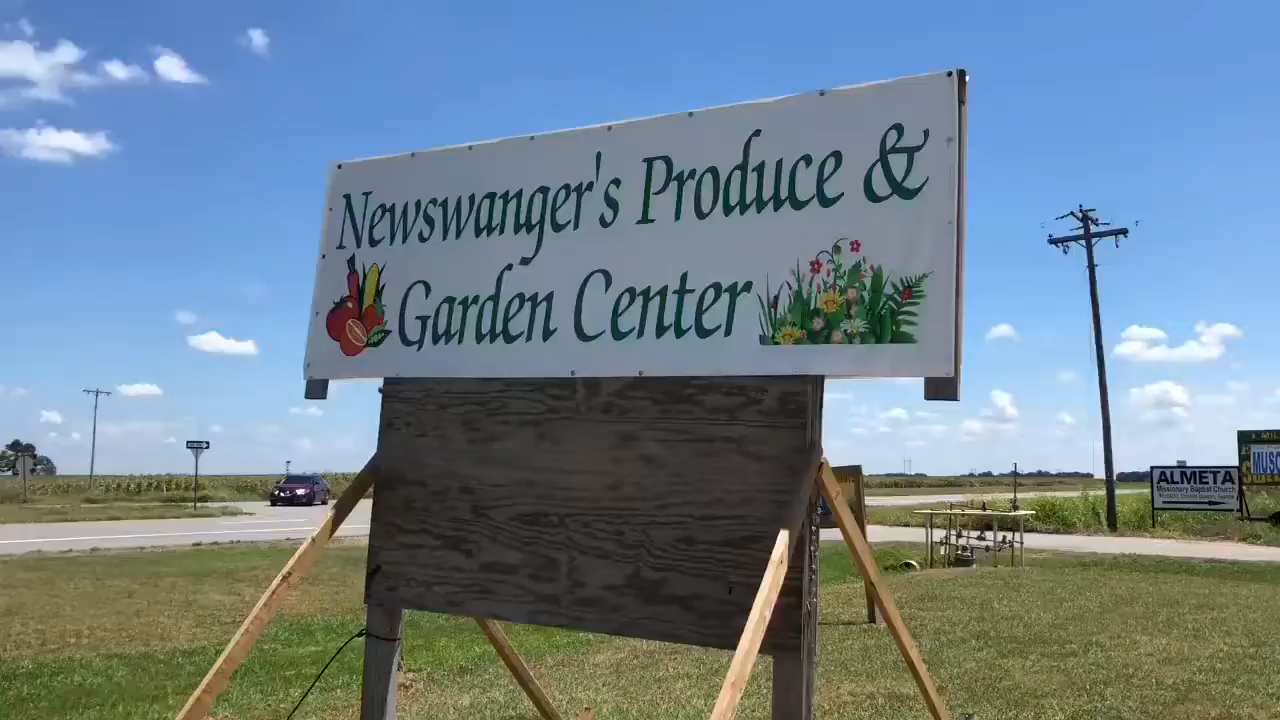 Newswanger's Produce &
Garden Center
ALMETA
Missionary Baptist Church